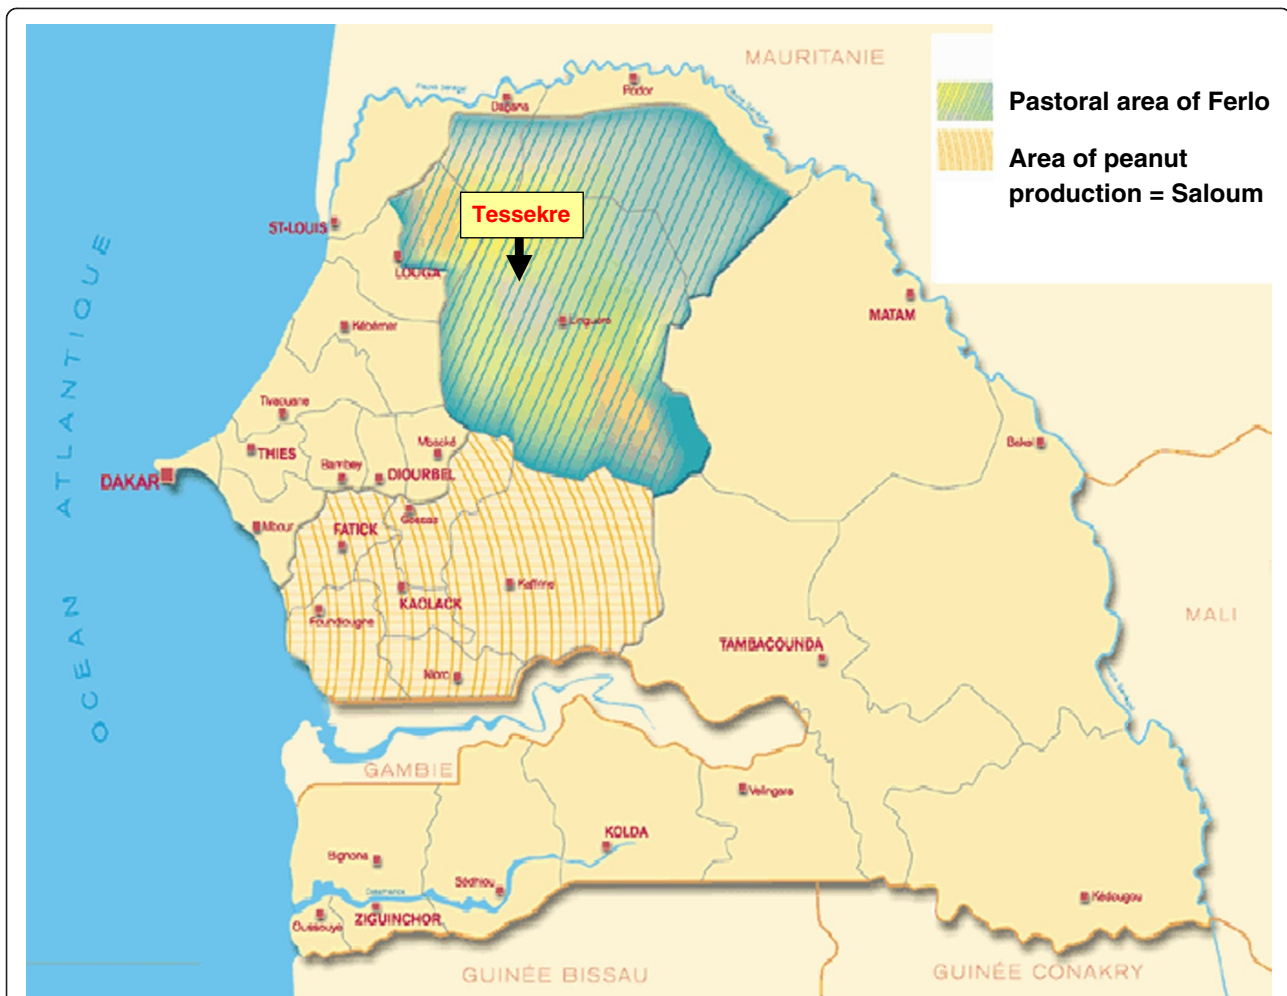 MAURITANIE
Pastoral area of Ferlo
Area of peanut
production = Saloum
Podor
Dagana
Tessekre
ST-LOUIS
LOUGA
MATAM
Linguere
Kébémer
OCEAN ATLANTIQUE
Tivaouane
THIES
Mbacké
Bakel
Bambey
DIOURBEL
DAKAR
Mbour
FATICK
Gossas
Kaffrine
KAOLACK
Foundiougne
MALI
TAMBACOUNDA
Nioro
GAMBIE
Velingara
KOLDA
Bignona
Sédhiou
Casamance
Kédougou
ZIGUINCHOR
Oussouye
GUINÉE BISSAU
GUINÉE CONAKRY